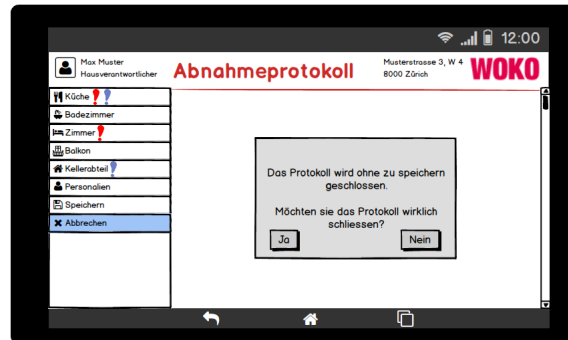 12:00
Max Muster
Hausverantwortlicher
Abnahmeprotokoll
Musterstrasse 3, W 4
8000 Zürich
WOKO
Küche
Badezimmer
Zimmer
Balkon
Kellerabteil
Personalien
Speichern
Abbrechen
Das Protokoll wird ohne zu speichern
geschlossen.
Möchten sie das Protokoll wirklich
schliessen?
Ja Nein